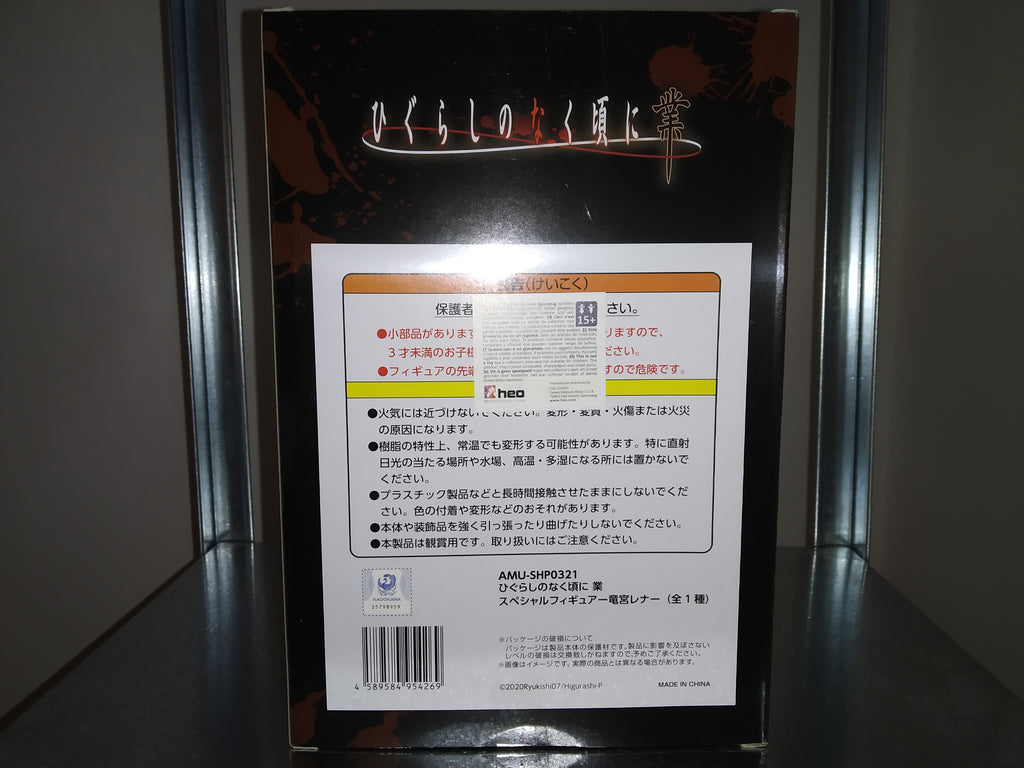 ひぐらしのなく頃に業
告(けいこく)
保護者 さい。
●小部品がありま りますので、
3才未満のお子様 ださい。
●フィギュアの先端 すので危険です。
15+
heo
www.heo.com
●火気には近づけないでください。変形・変質・火傷または火災
の原因になります。
●樹脂の特性上、常温でも変形する可能性があります。特に直射
日光の当たる場所や水場、高温・多湿になる所には置かないで
ください。
●プラスチック製品などと長時間接触させたままにしないでくだ
さい。色の付着や変形などのおそれがあります。
●本体や装飾品を強く引っ張ったり曲げたりしないでください。
●本製品は観賞用です。取り扱いにはご注意ください。
KADOKAWA
25798959
AMU-SHP0321
ひぐらしのなく頃に 業
スペシャルフィギュアー竜宮レナー(全1種)
※パッケージの破損について
パッケージは製品本体の保護材です。製品に影響を及ぼさない
レベルの破損は交換致しかねますので、予めご了承ください。
※画像はイメージです。実際の商品とは異なる場合があります。
4 589584 954269
©2020Ryukishi07/Higurashi-P
MADE IN CHINA